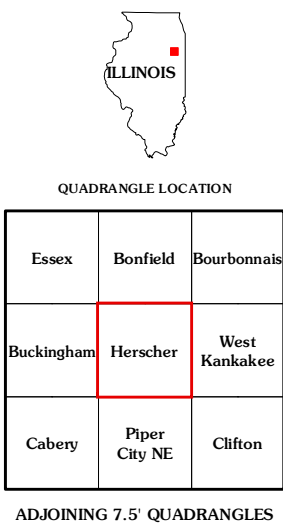 ILLINOIS
QUADRANGLE LOCATION
Essex
Bonfield
Bourbonnais
Buckingham
Herscher
West
Kankakee
Cabery
Piper
City NE
Clifton
ADJOINING 7.5' QUADRANGLES